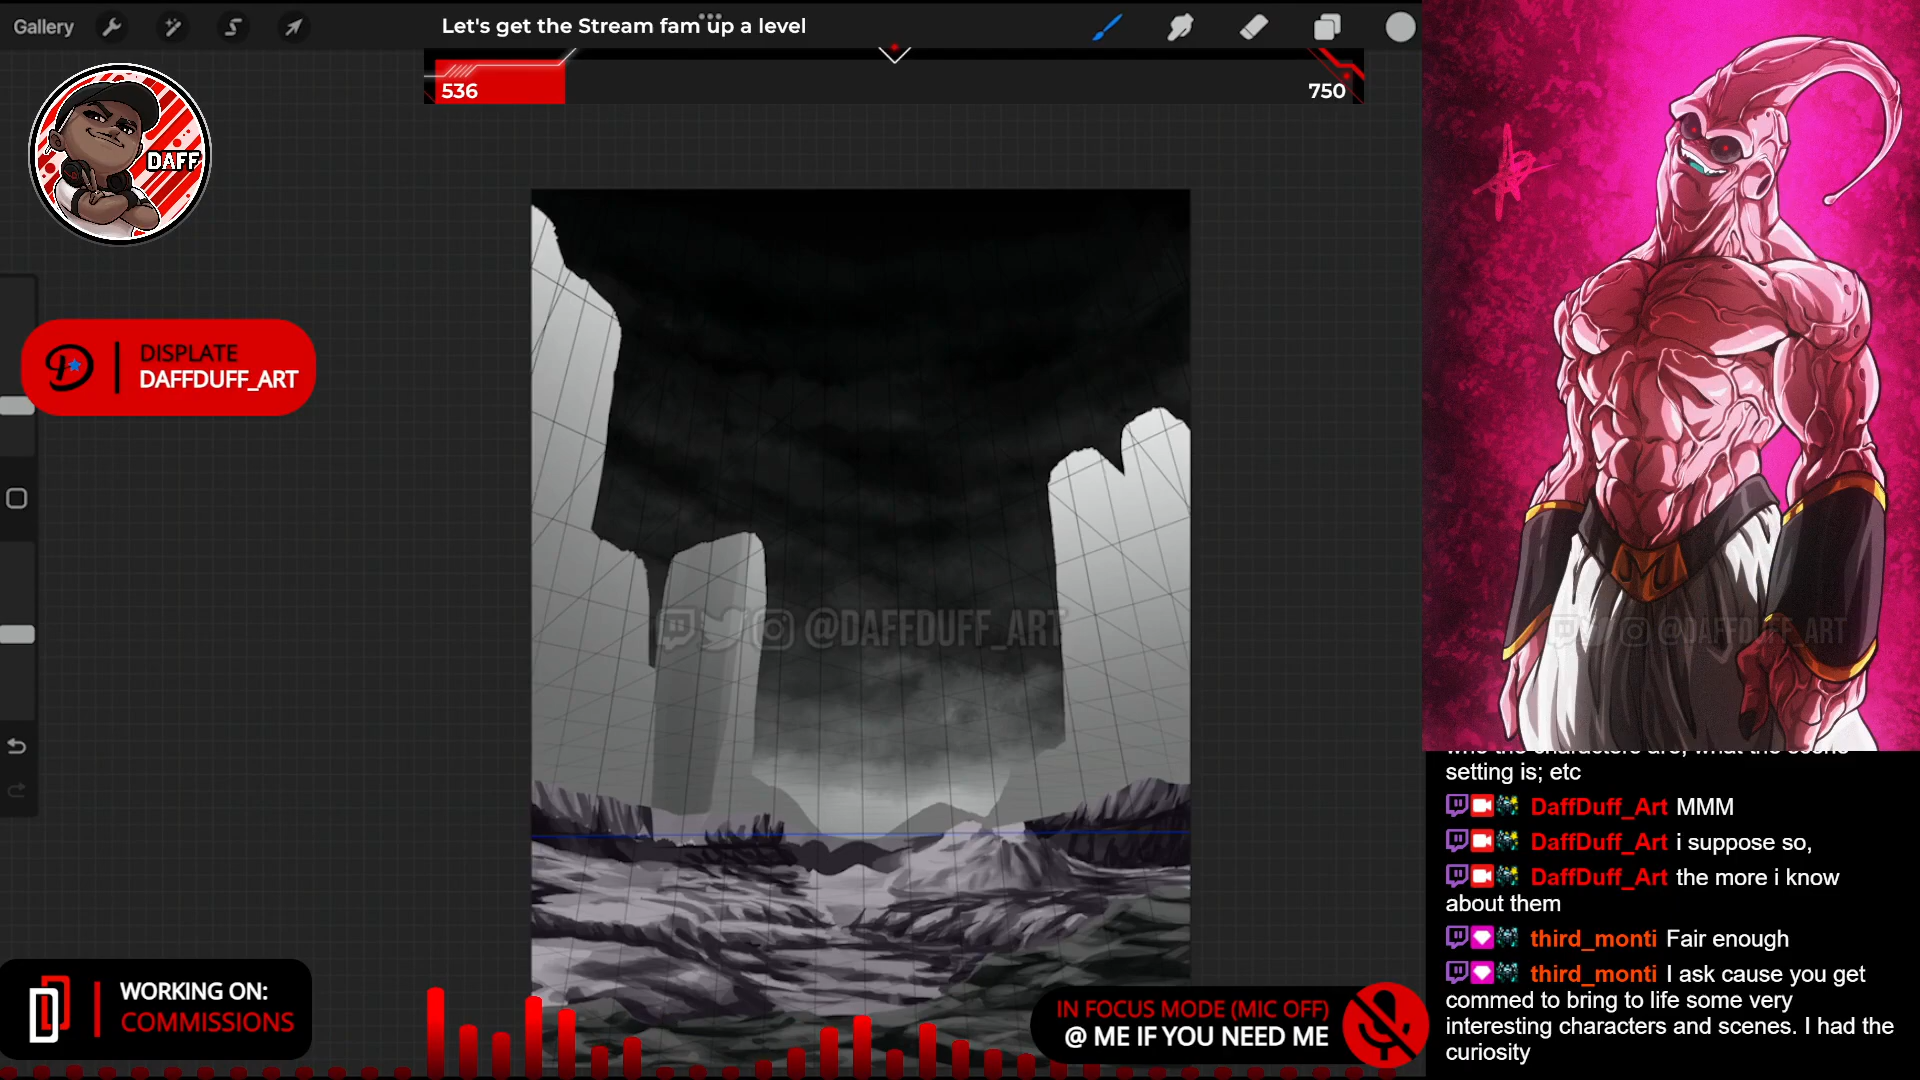 Gallery
Let's get the Stream fam up a level
536
750
DAFF
DISPLATE
DAFFDUFF_ART
@DAFFDUFF_ART
@DAFFDUFF_ART
setting is; etc
DaffDuff_Art MMM
DaffDuff_Art i suppose so,
DaffDuff_Art the more i know
about them
third_monti Fair enough
third_monti I ask cause you get
commed to bring to life some very
interesting characters and scenes. I had the
curiosity
WORKING ON:
COMMISSIONS
IN FOCUS MODE (MIC OFF)
@ ME IF YOU NEED ME